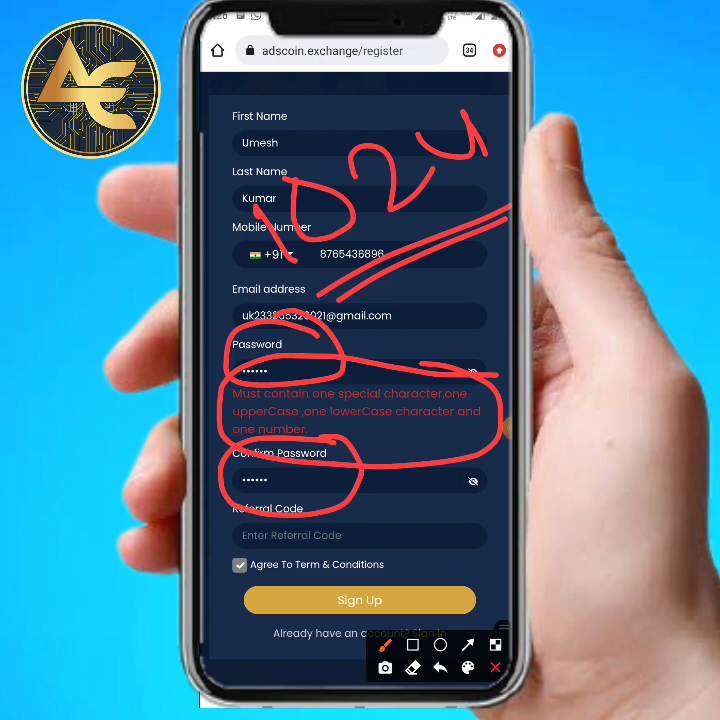 adscoin.exchange/register
34
First Name
Umesh
Last Name
Kumar
Mobile Number
+91 8765436896
Email address
Password
••••••
Must contain one special character,one
upperCase ,one lowerCase character and
one number.
Confirm Password
••••••
Referral Code
Enter Referral Code
Agree To Term & Conditions
Sign Up
Already have an account? Sign In